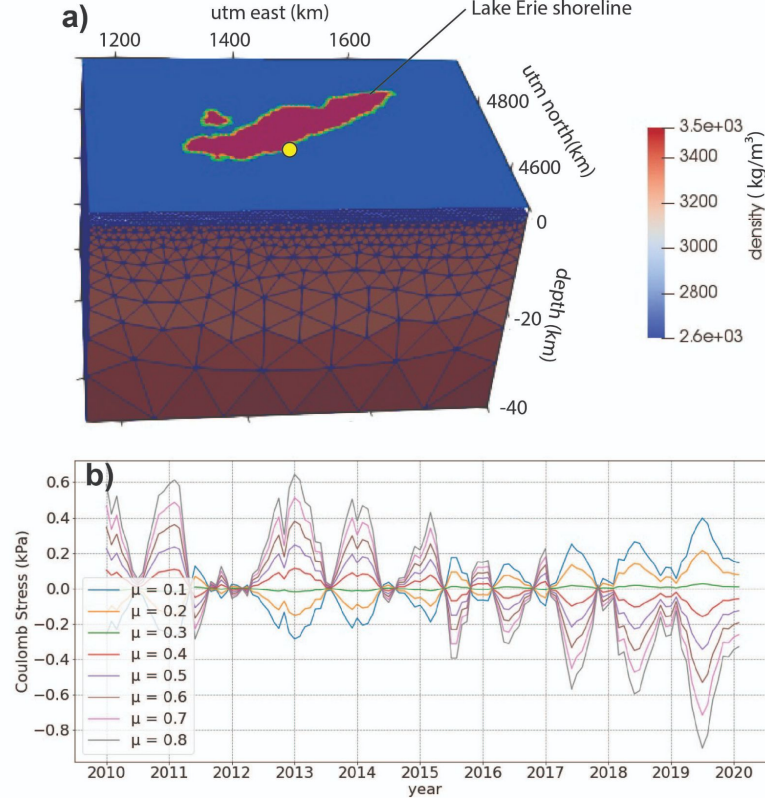 a)
utm east (km)
Lake Erie shoreline
1200
1400
1600
utm north(km)
4800
4600
0
-20
-40
depth (km)
3.5e+03
3400
3200
3000
2800
2.6e+03
density ( kg/m³)
b)
Coulomb Stress (kPa)
0.6
0.4
0.2
0.0
−0.2
−0.4
−0.6
−0.8
μ = 0.1
μ = 0.2
μ = 0.3
μ = 0.4
μ = 0.5
μ = 0.6
μ = 0.7
μ = 0.8
2010 2011 2012 2013 2014 2015 2016 2017 2018 2019 2020
year